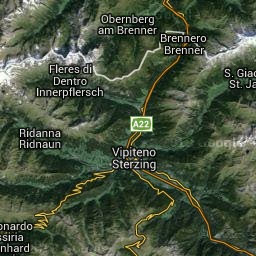 Obernberg
am Brenner
Brennero
Brenner
Fleres di
Dentro
Innerpflersch
S. Giac
St. Ja
A22
Ridanna
Ridnaun
Vipiteno
Sterzing
eonardo
ssiria
nhard